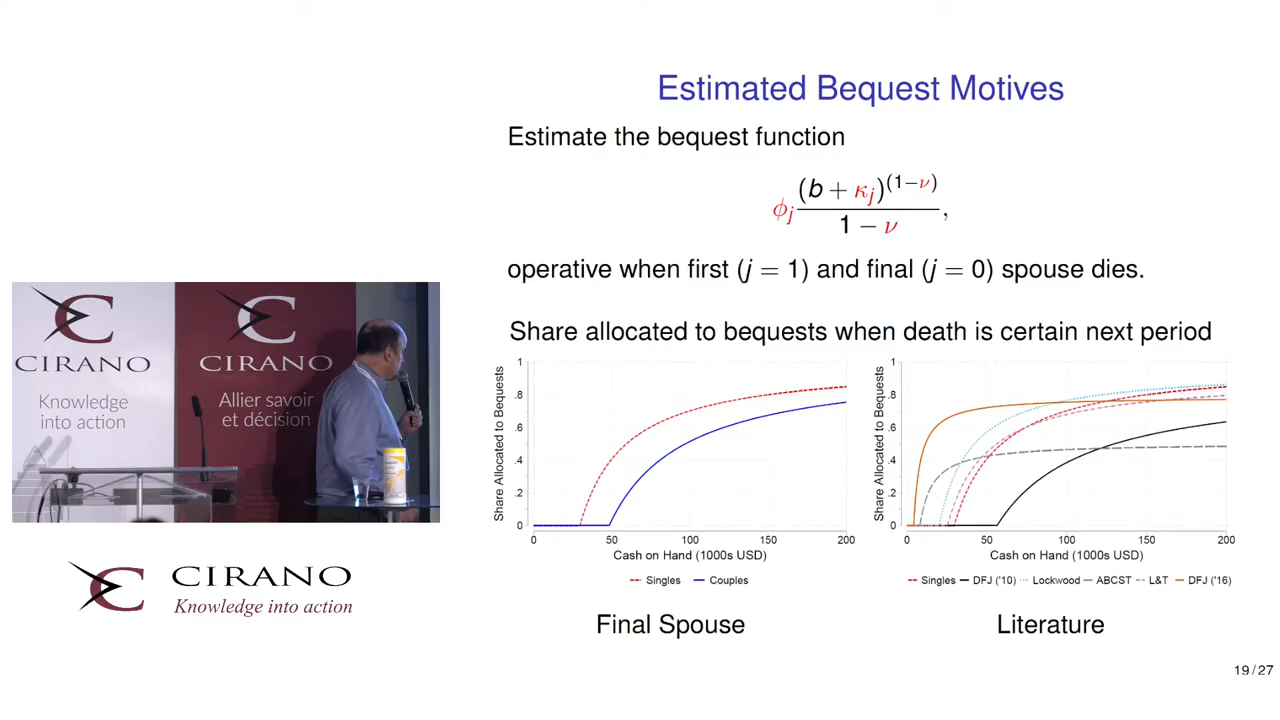 Estimated Bequest Motives
Estimate the bequest function
ϕj (b + κj)^(1−ν) / 1 − ν,
operative when first (j = 1) and final (j = 0) spouse dies.
Share allocated to bequests when death is certain next period
Share Allocated to Bequests
1
.8
.6
.4
.2
0
0 50 100 150 200
Cash on Hand (1000s USD)
Singles Couples
Final Spouse
Share Allocated to Bequests
1
.8
.6
.4
.2
0
0 50 100 150 200
Cash on Hand (1000s USD)
Singles DFJ ('10) Lockwood ABCST L&T DFJ ('16)
Literature
19 / 27
C
CIRANO
Knowledge
into action
C
CIRANO
Allier savoir
et décision
C
CIRANO
Knowledge into action